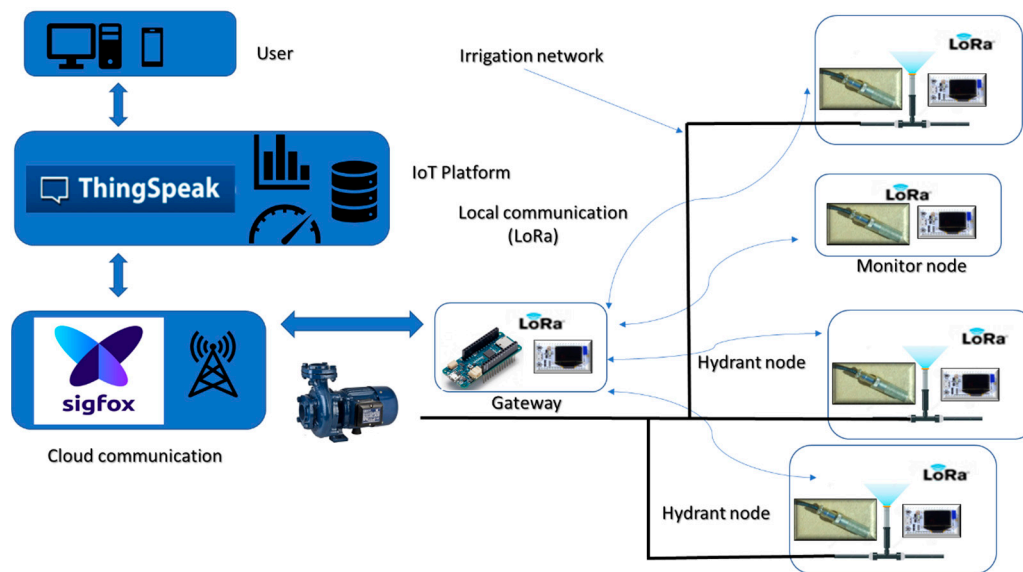 User
ThingSpeak
IoT Platform
sigfox
Cloud communication
Irrigation network
Local communication
(LoRa)
LoRa
Gateway
LoRa
LoRa
Monitor node
Hydrant node
LoRa
Hydrant node
LoRa